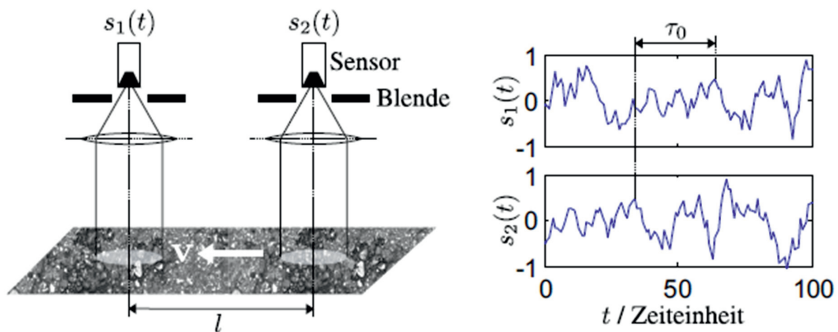 s₁(t)
s₂(t)
Sensor
Blende
v
l
τ₀
1
0
-1
s₁(t)
1
0
-1
s₂(t)
0
50
100
t / Zeiteinheit